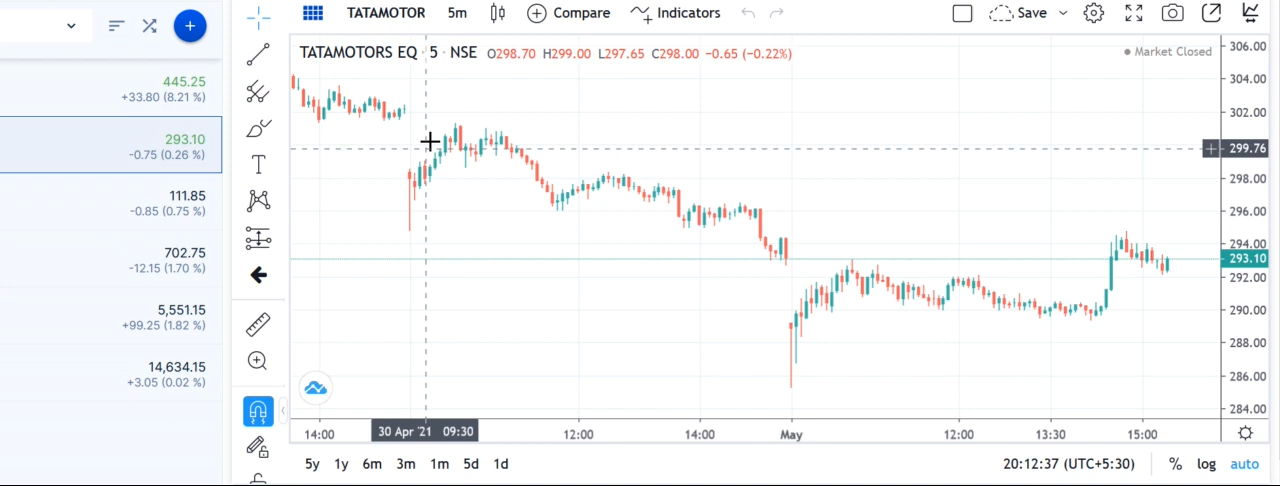 TATAMOTOR 5m Compare Indicators Save
TATAMOTORS EQ · 5 · NSE O298.70 H299.00 L297.65 C298.00 −0.65 (−0.22%)
Market Closed
445.25
+33.80 (8.21 %)
293.10
-0.75 (0.26 %)
111.85
-0.85 (0.75 %)
702.75
-12.15 (1.70 %)
5,551.15
+99.25 (1.82 %)
14,634.15
+3.05 (0.02 %)
T
306.00
304.00
302.00
299.76
298.00
296.00
294.00
293.10
292.00
290.00
288.00
286.00
284.00
14:00 30 Apr '21 09:30 12:00 14:00 May 12:00 13:30 15:00
5y 1y 6m 3m 1m 5d 1d 20:12:37 (UTC+5:30) % log auto